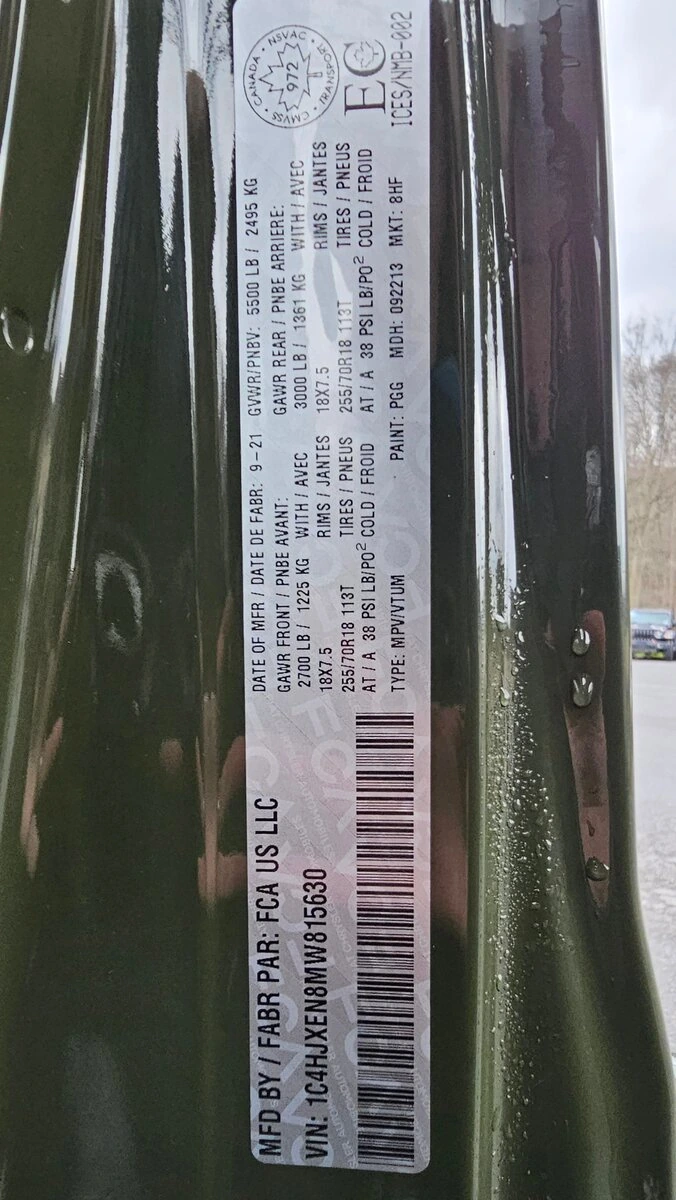 MFD BY / FABR PAR: FCA US LLC
VIN: 1C4HJXEN8MW815630
DATE OF MFR / DATE DE FABR: 9-21 GVWR/PNBV: 5500 LB / 2495 KG
GAWR FRONT / PNBE AVANT: GAWR REAR / PNBE ARRIERE:
2700 LB / 1225 KG WITH / AVEC 3000 LB / 1361 KG WITH / AVEC
18X7.5 RIMS / JANTES 18X7.5 RIMS / JANTES
255/70R18 113T TIRES / PNEUS 255/70R18 113T TIRES / PNEUS
AT / A 38 PSI LB/PO² COLD / FROID AT / A 38 PSI LB/PO² COLD / FROID
TYPE: MPV/VTUM PAINT: PGG MDH: 092213 MKT: 8HF
CANADA • NSVAC • TRANSPORT • CMVSS
972
EC
ICES/NMB-002